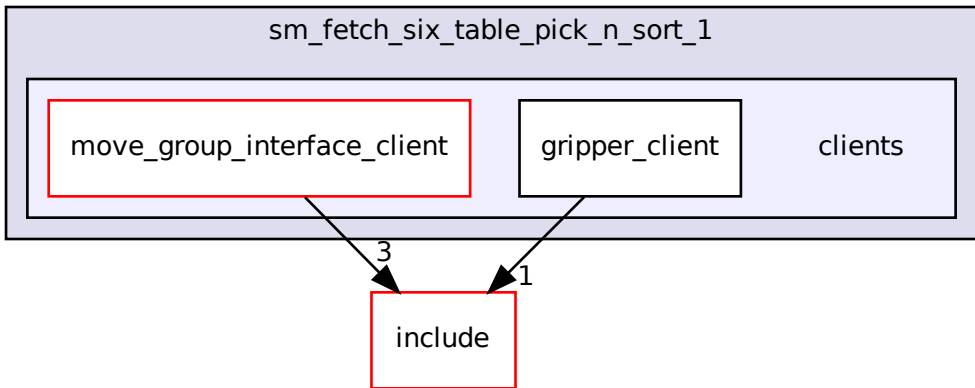 sm_fetch_six_table_pick_n_sort_1
move_group_interface_client
gripper_client
clients
3
1
include